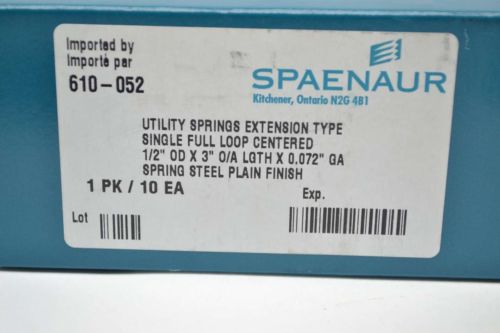 Imported by
Importé par
610-052
SPAENAUR
Kitchener, Ontario N2G 4B1
UTILITY SPRINGS EXTENSION TYPE
SINGLE FULL LOOP CENTERED
1/2" OD X 3" O/A LGTH X 0.072" GA
SPRING STEEL PLAIN FINISH
1 PK / 10 EA
Exp.
Lot